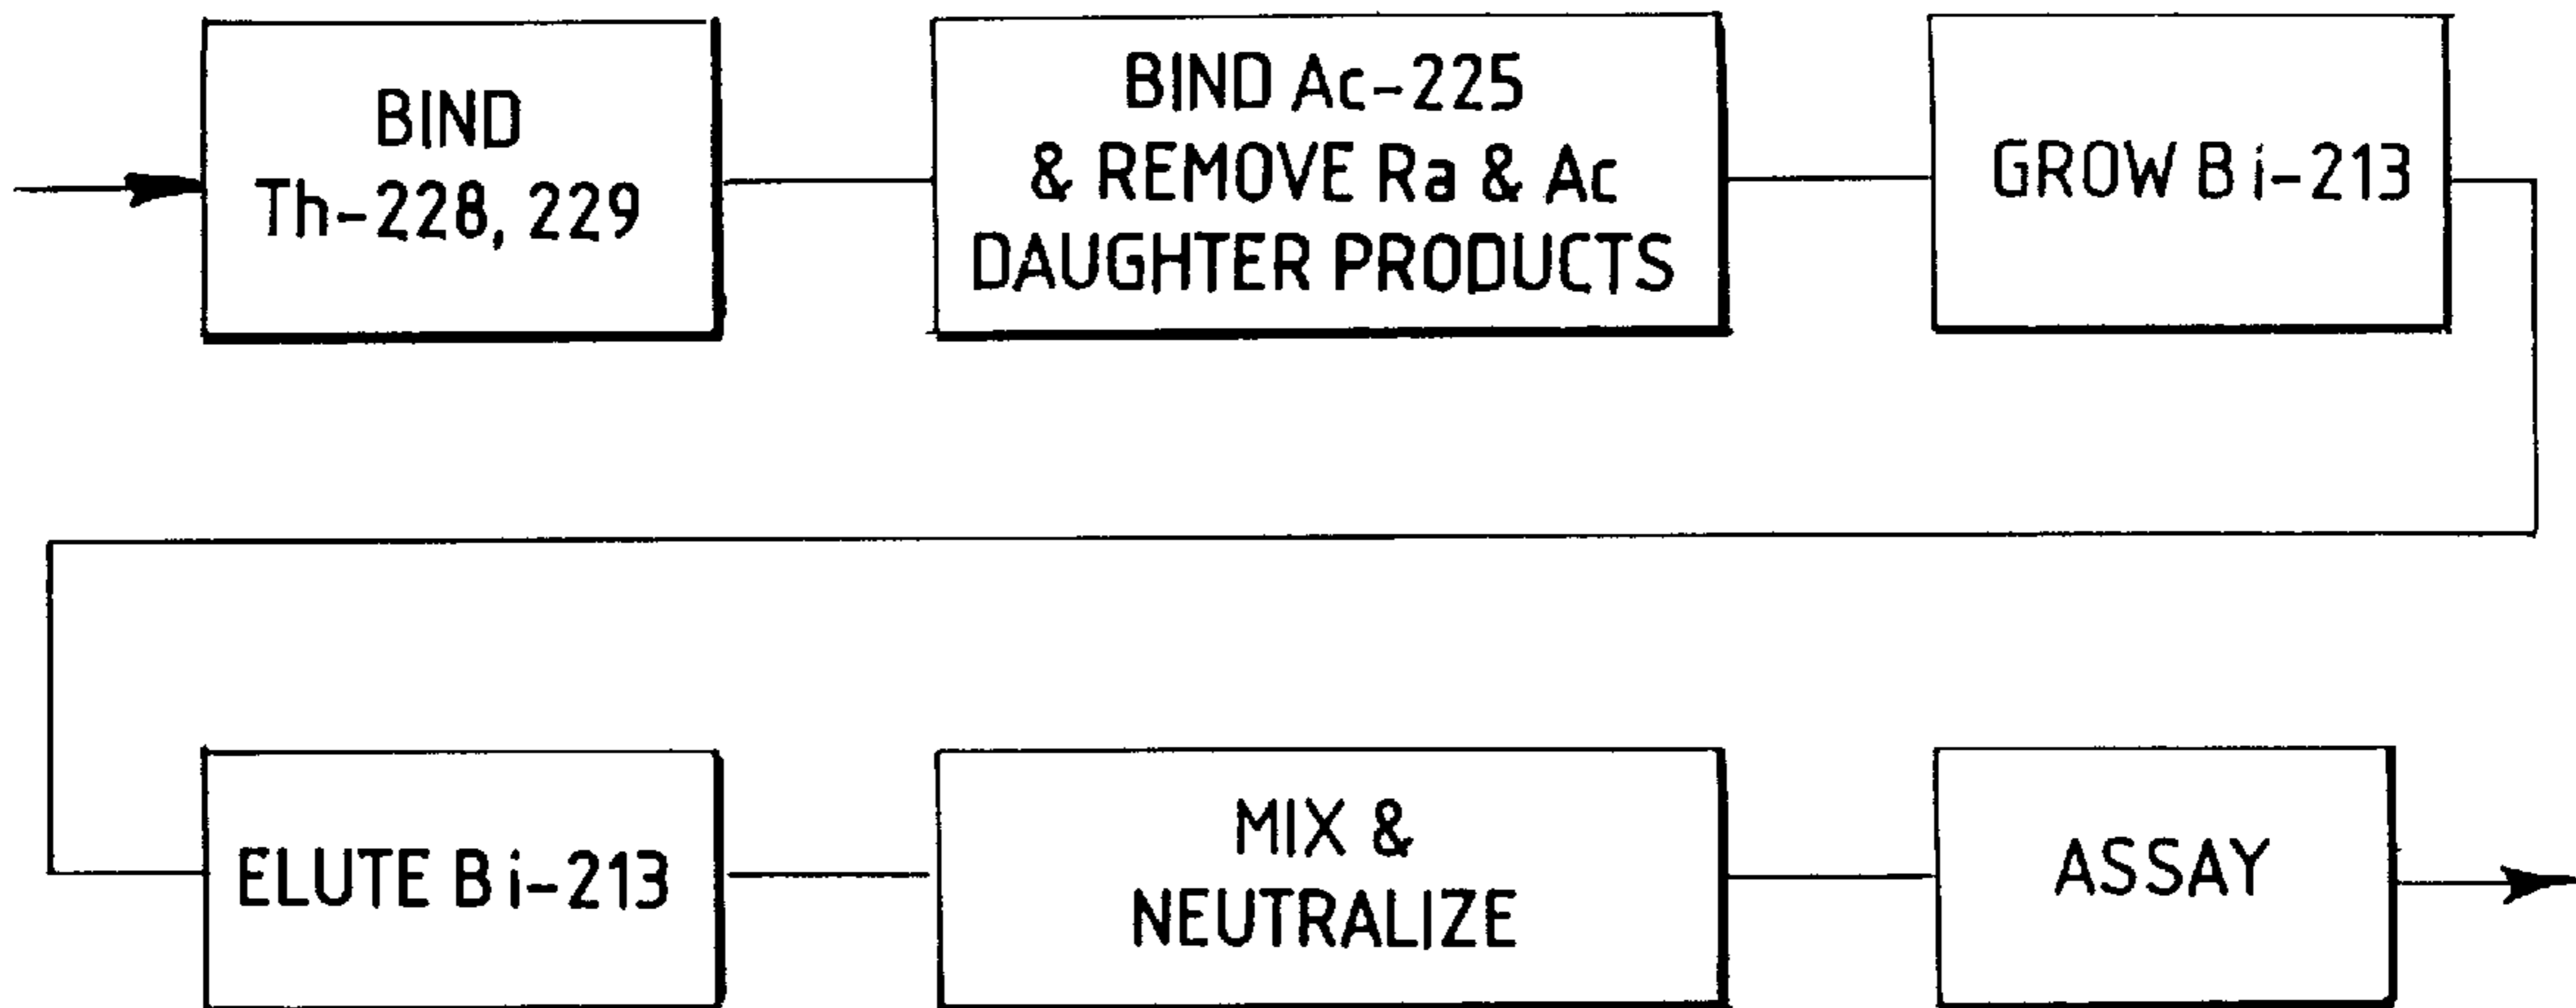 BIND
Th-228, 229
BIND Ac-225
& REMOVE Ra & Ac
DAUGHTER PRODUCTS
GROW Bi-213
ELUTE Bi-213
MIX &
NEUTRALIZE
ASSAY